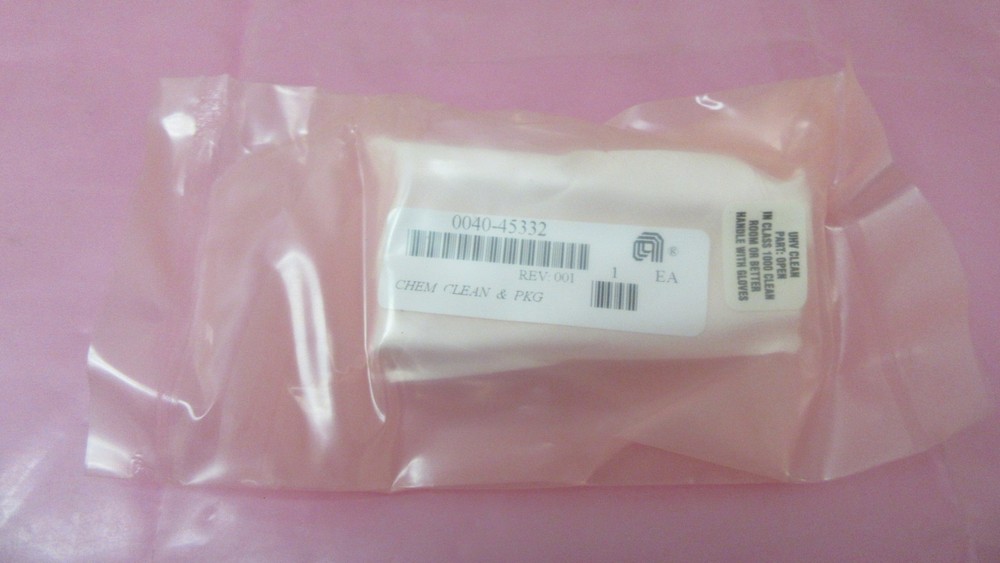 0040-45332
REV: 001
1 EA
CHEM CLEAN & PKG
®
UHV CLEAN
PART: OPEN
IN CLASS 1000 CLEAN
ROOM OR BETTER
HANDLE WITH GLOVES